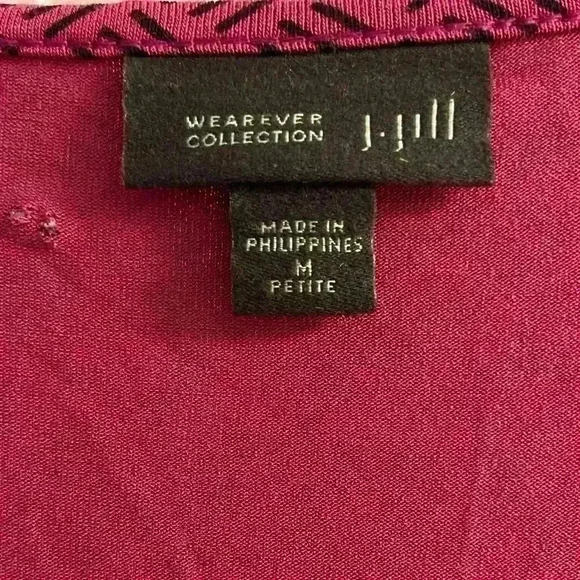 WEAREVER
COLLECTION
J.Jill
MADE IN
PHILIPPINES
M
PETITE